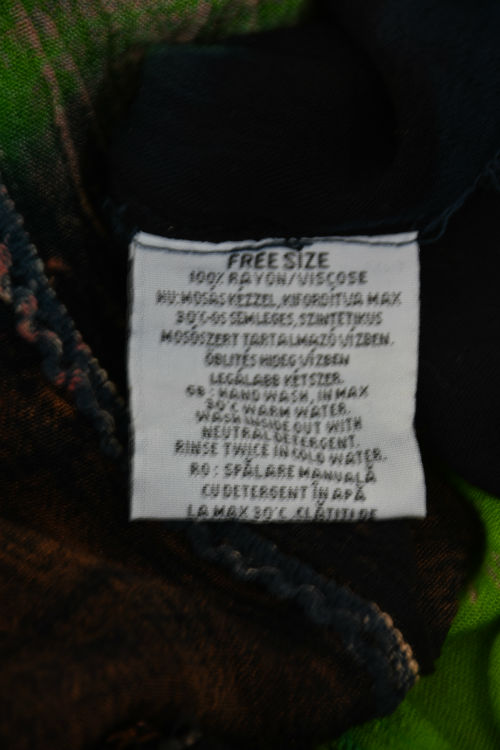 FREE SIZE
100% RAYON/VISCOSE
HU: MOSÁS KÉZZEL, KIFORDÍTVA MAX
30°C-OS SEMLEGES, SZINTETIKUS
MOSÓSZERT TARTALMAZÓ VÍZBEN.
ÖBLÍTÉS HIDEG VÍZBEN
LEGALÁBB KÉTSZER.
GB: HAND WASH, IN MAX
30°C WARM WATER.
WASH INSIDE OUT WITH
NEUTRAL DETERGENT.
RINSE TWICE IN COLD WATER.
RO: SPĂLARE MANUALĂ
CU DETERGENT ÎN APĂ
LA MAX 30°C. CLĂTIȚI DE